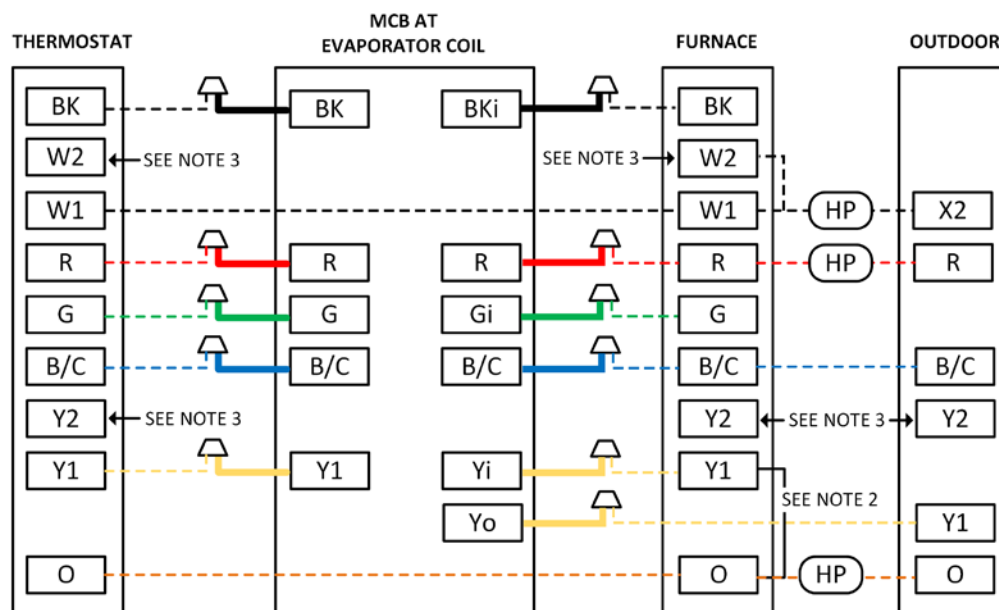 THERMOSTAT
MCB AT
EVAPORATOR COIL
FURNACE
OUTDOOR
BK BK BKi BK
W2 SEE NOTE 3 SEE NOTE 3 W2
W1 W1 HP X2
R R R R HP R
G G Gi G
B/C B/C B/C B/C B/C
Y2 SEE NOTE 3 Y2 SEE NOTE 3 Y2
Y1 Y1 Yi Y1
SEE NOTE 2
Yo Y1
O O HP O